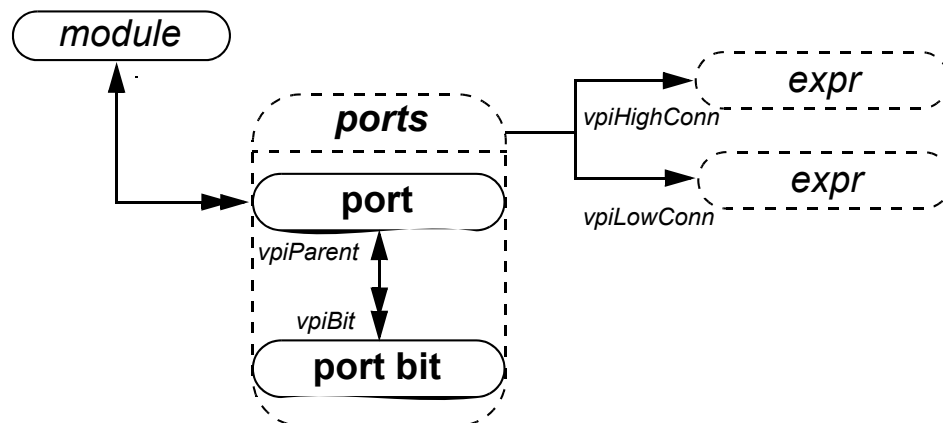 module
ports
expr
vpiHighConn
expr
port
vpiLowConn
vpiParent
vpiBit
port bit